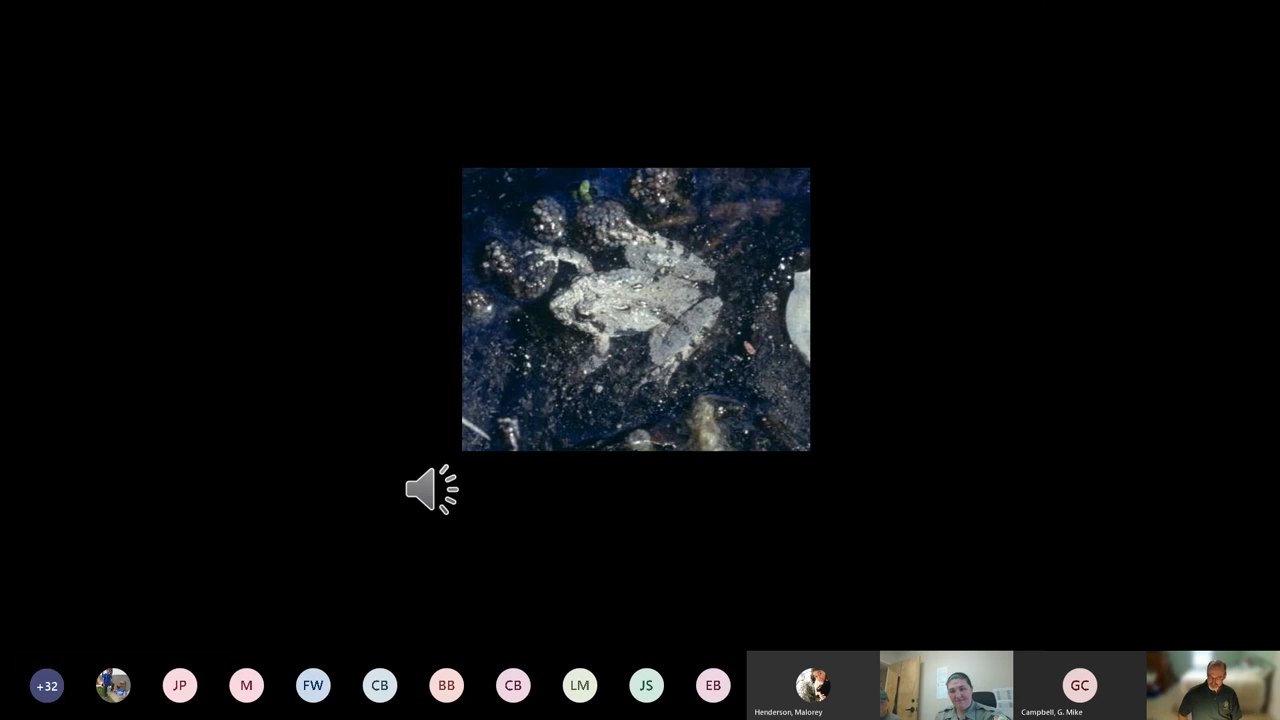 +32
JP
M
FW
CB
BB
CB
LM
JS
EB
Henderson, Malorey
GC
Campbell, G. Mike